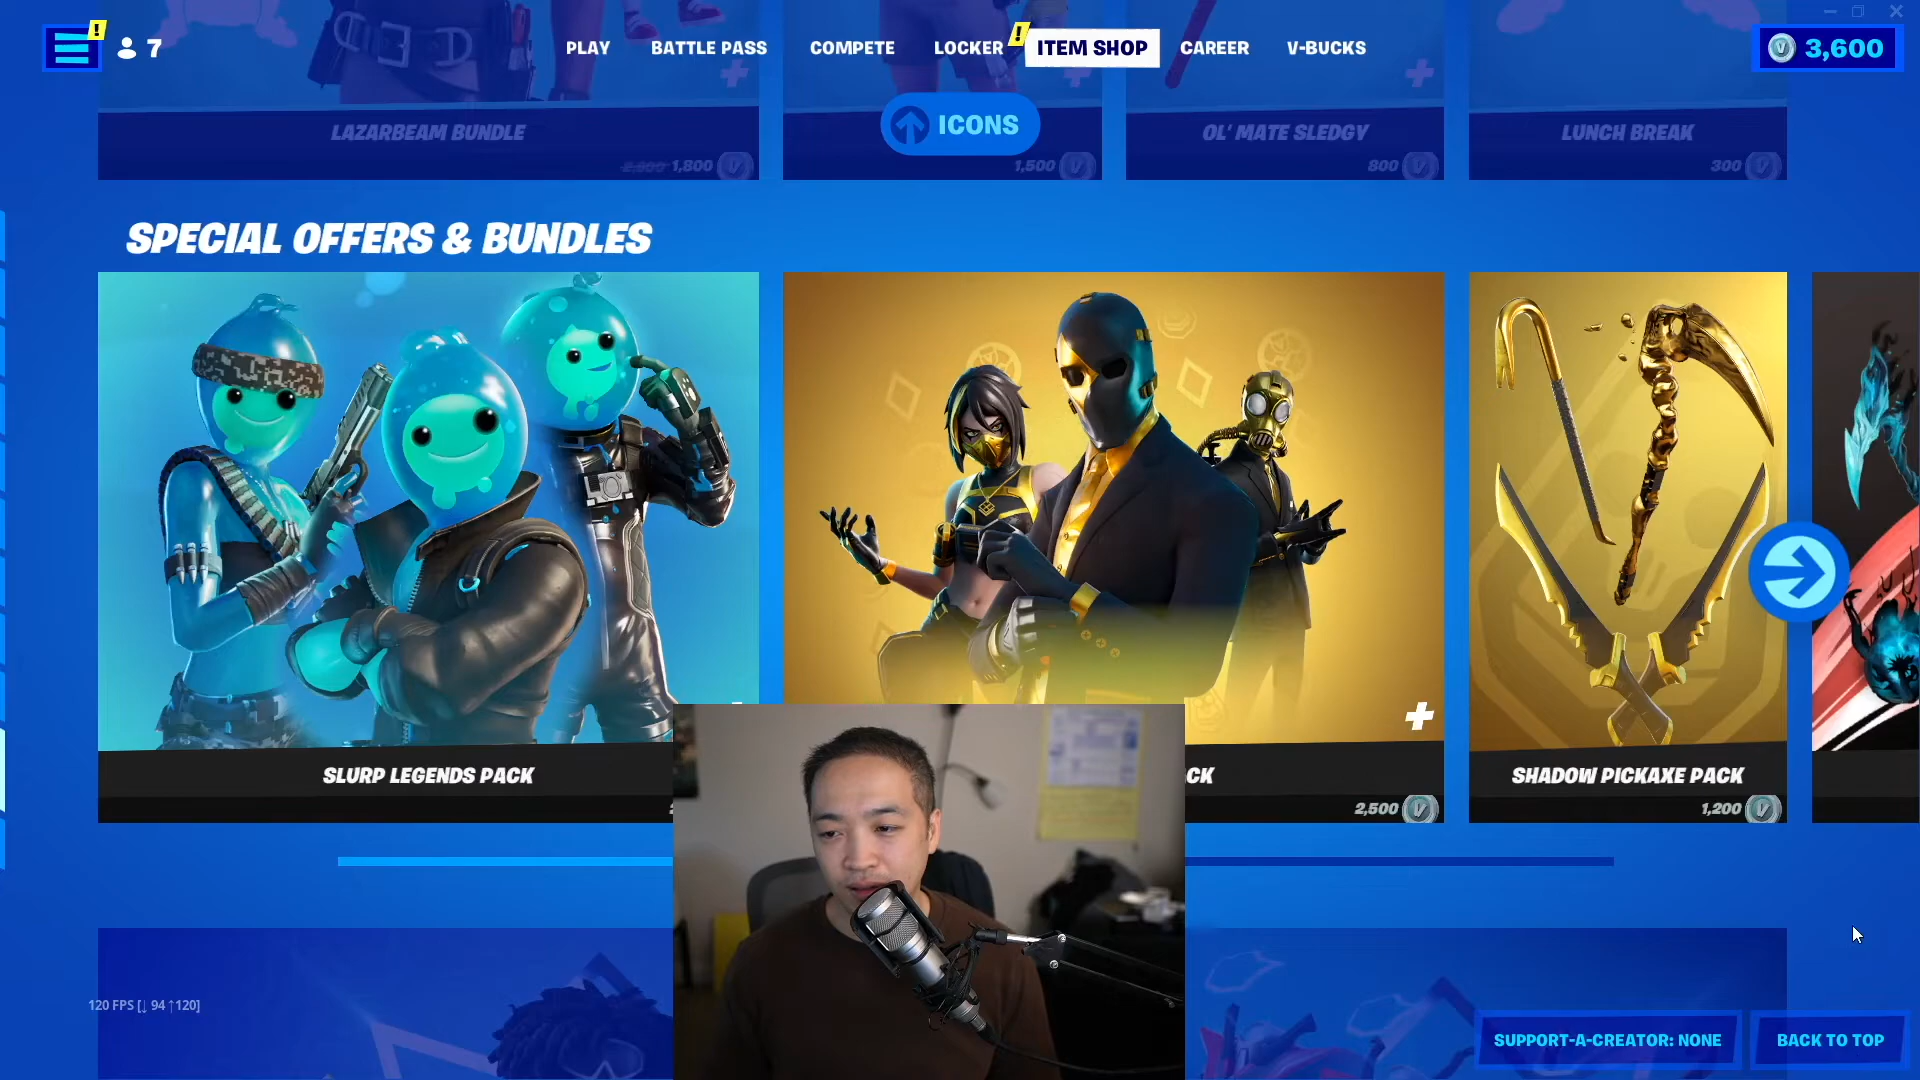 !
7
PLAY
BATTLE PASS
COMPETE
LOCKER
!
ITEM SHOP
CAREER
V-BUCKS
3,600
ICONS
LAZARBEAM BUNDLE
1,800
1,500
OL' MATE SLEDGY
800
LUNCH BREAK
300
SPECIAL OFFERS & BUNDLES
SLURP LEGENDS PACK
CK
2,500
SHADOW PICKAXE PACK
1,200
120 FPS [↓ 94 ↑120]
SUPPORT-A-CREATOR: NONE
BACK TO TOP